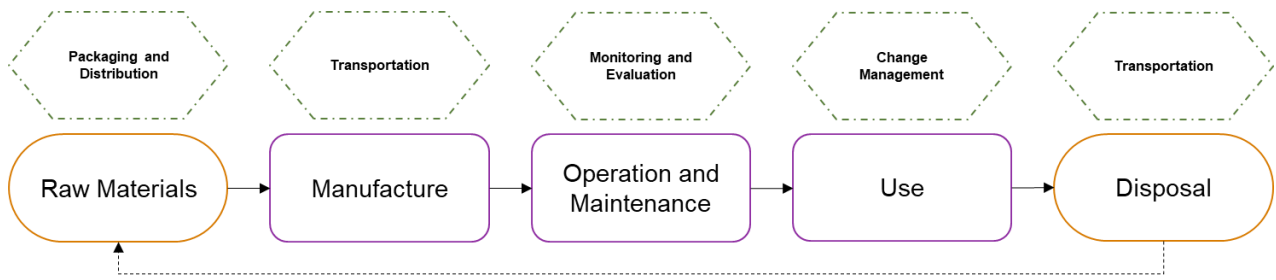 Packaging and
Distribution
Transportation
Monitoring and
Evaluation
Change
Management
Transportation
Raw Materials
Manufacture
Operation and
Maintenance
Use
Disposal